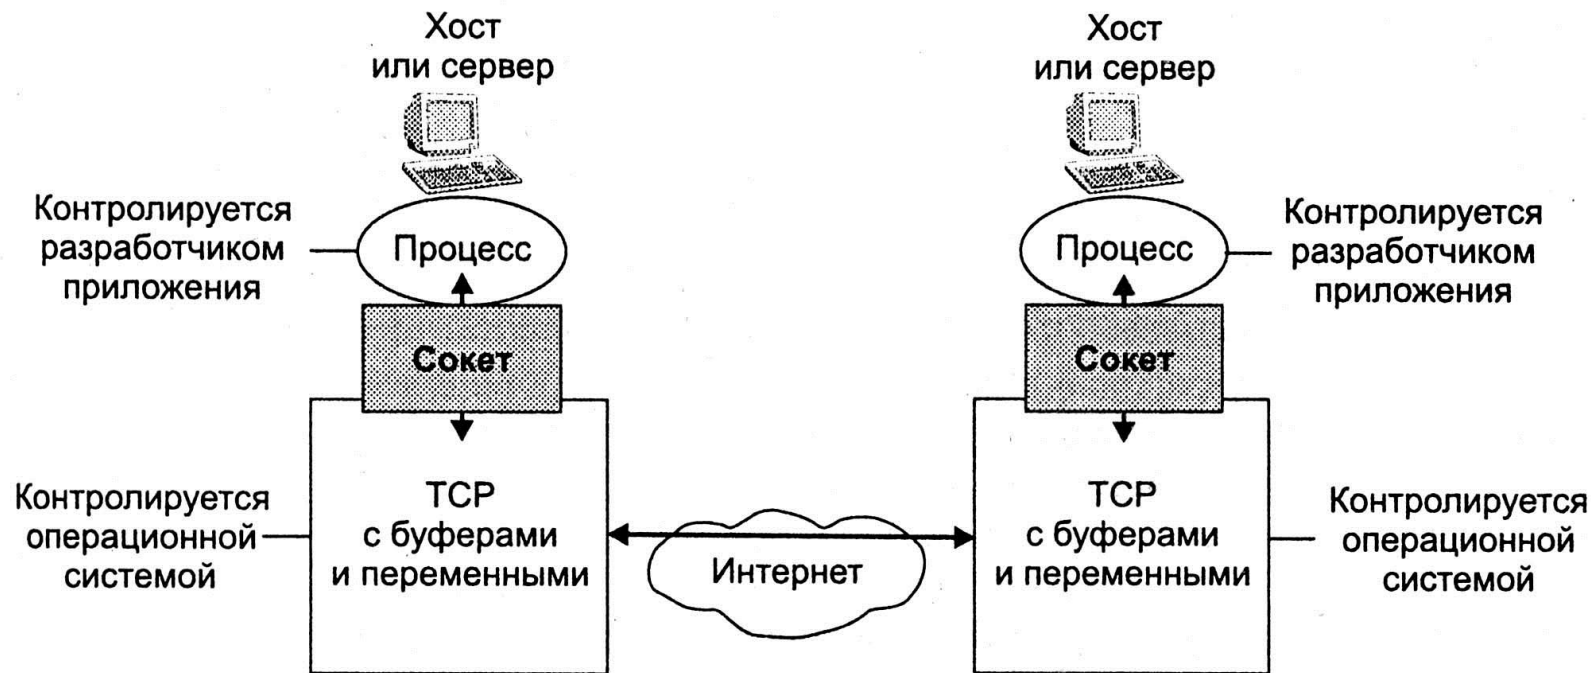 Хост
или сервер
Хост
или сервер
Контролируется
разработчиком
приложения
Процесс
Процесс
Контролируется
разработчиком
приложения
Сокет
Сокет
Контролируется
операционной
системой
TCP
с буферами
и переменными
Интернет
TCP
с буферами
и переменными
Контролируется
операционной
системой